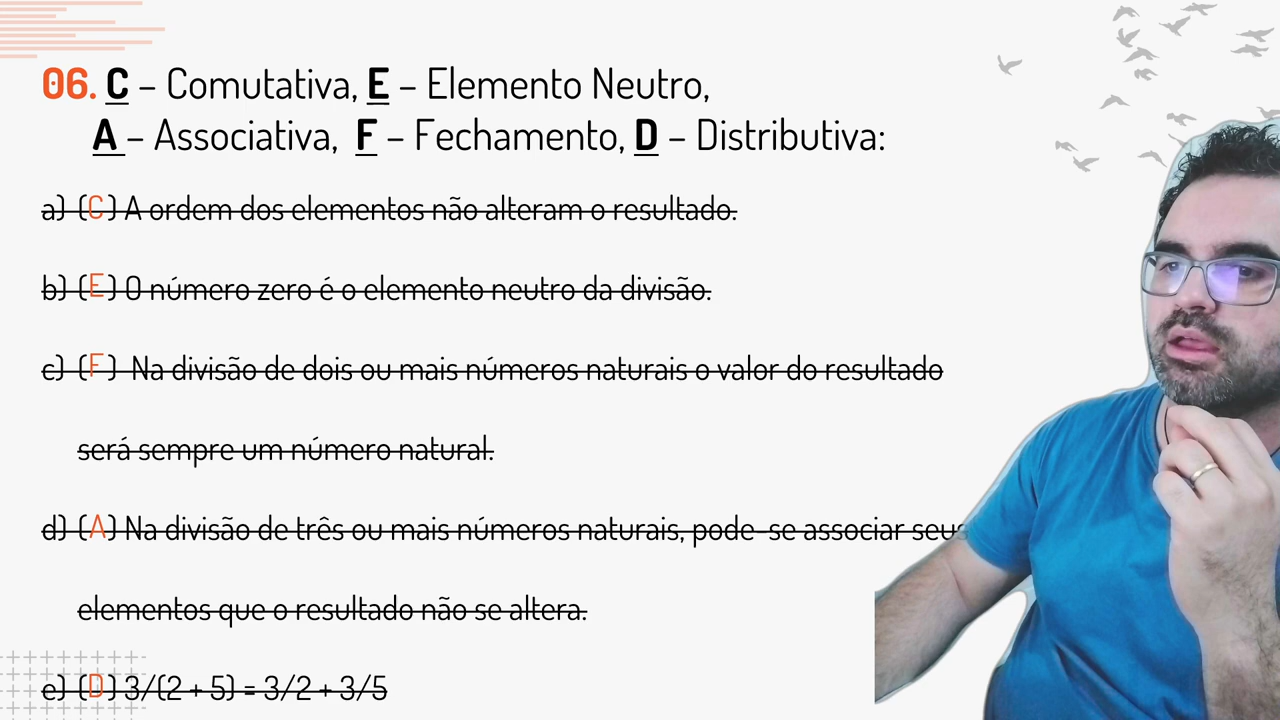 06. C – Comutativa, E – Elemento Neutro,
A – Associativa, F – Fechamento, D – Distributiva:
a) (C) A ordem dos elementos não alteram o resultado.
b) (E) O número zero é o elemento neutro da divisão.
c) (F) Na divisão de dois ou mais números naturais o valor do resultado
será sempre um número natural.
d) (A) Na divisão de três ou mais números naturais, pode-se associar seus
elementos que o resultado não se altera.
e) (D) 3/(2 + 5) = 3/2 + 3/5